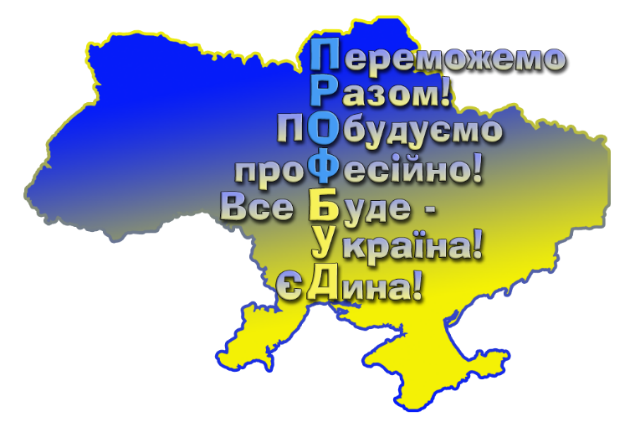 Переможемо
Разом!
ПОбудуємо
проФесійно!
Все Буде -
Україна!
ЄДина!